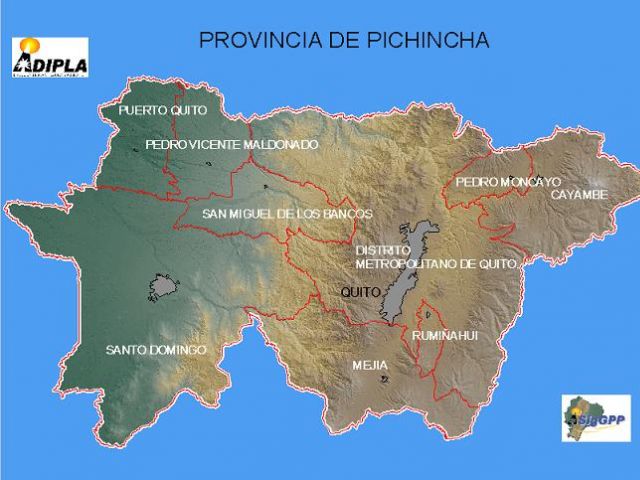 PROVINCIA DE PICHINCHA
ADIPLA
PUERTO QUITO
PEDRO VICENTE MALDONADO
PEDRO MONCAYO
CAYAMBE
SAN MIGUEL DE LOS BANCOS
DISTRITO
METROPOLITANO DE QUITO
QUITO
RUMIÑAHUI
SANTO DOMINGO
MEJIA
SIgGPP